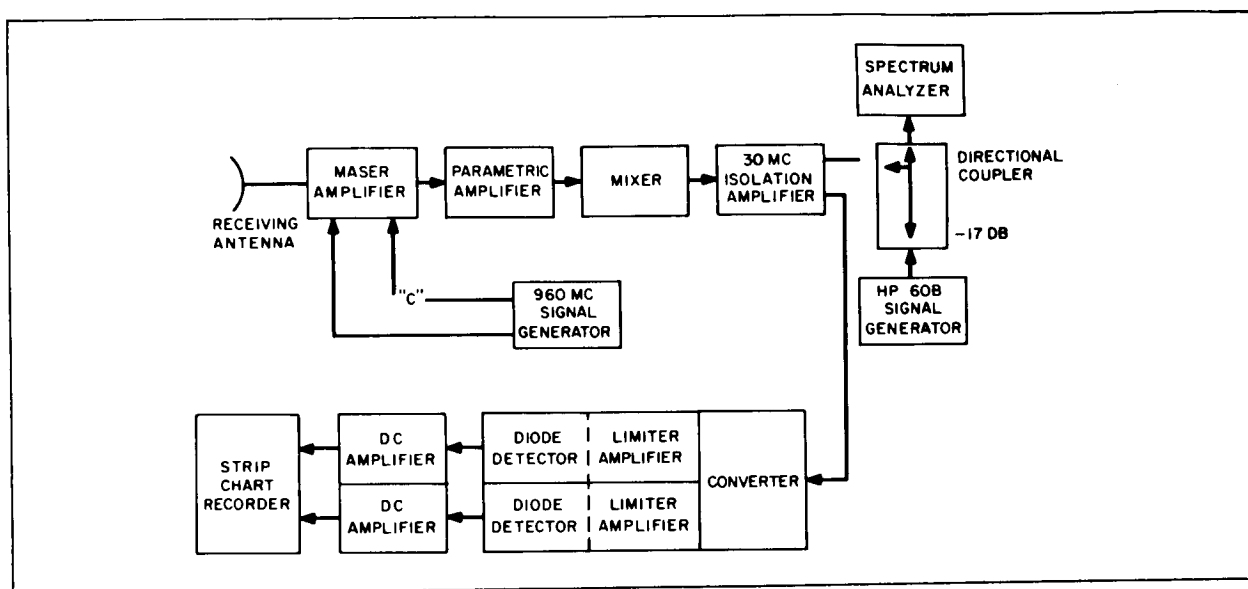 SPECTRUM
ANALYZER
MASER
AMPLIFIER
PARAMETRIC
AMPLIFIER
MIXER
30 MC
ISOLATION
AMPLIFIER
DIRECTIONAL
COUPLER
RECEIVING
ANTENNA
-17 DB
"C"
960 MC
SIGNAL
GENERATOR
HP 60B
SIGNAL
GENERATOR
STRIP
CHART
RECORDER
DC
AMPLIFIER
DIODE
DETECTOR
LIMITER
AMPLIFIER
CONVERTER
DC
AMPLIFIER
DIODE
DETECTOR
LIMITER
AMPLIFIER